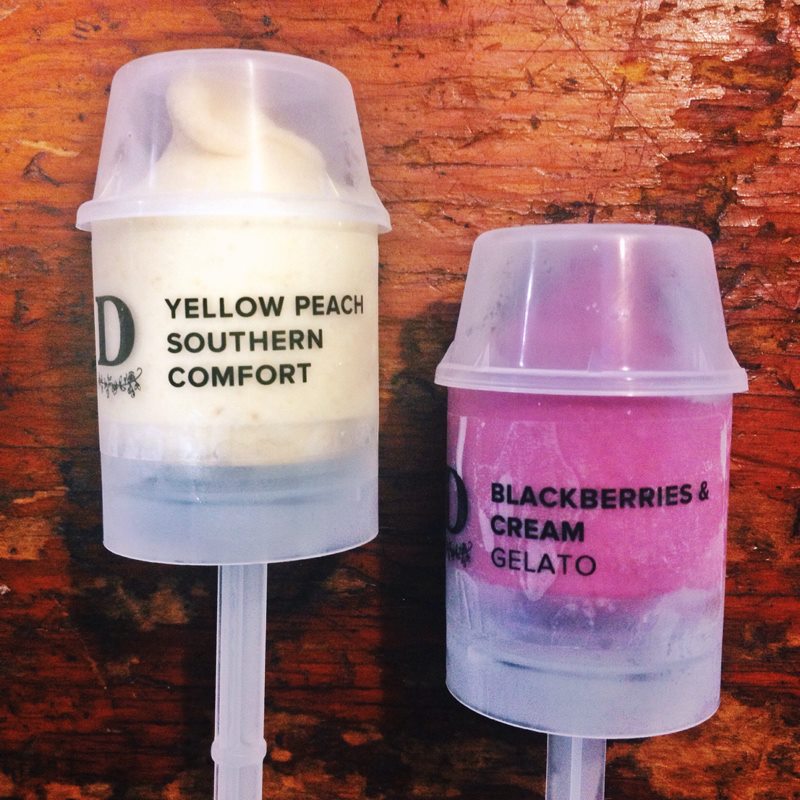 D
YELLOW PEACH
SOUTHERN
COMFORT
D
BLACKBERRIES &
CREAM
GELATO